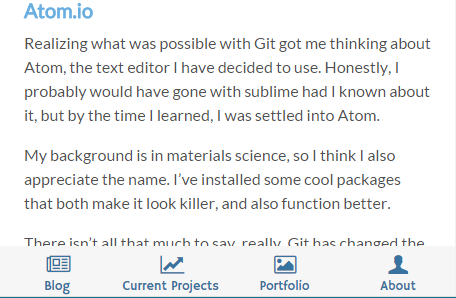 Atom.io
Realizing what was possible with Git got me thinking about
Atom, the text editor I have decided to use. Honestly, I
probably would have gone with sublime had I known about
it, but by the time I learned, I was settled into Atom.
My background is in materials science, so I think I also
appreciate the name. I've installed some cool packages
that both make it look killer, and also function better.
There isn't all that much to say, really. Git has changed the
Blog
Current Projects
Portfolio
About